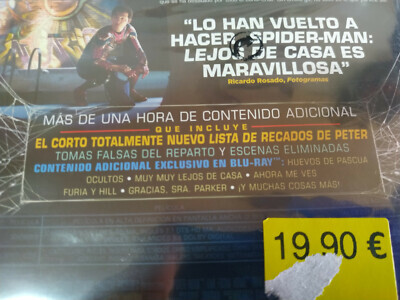 “LO HAN VUELTO A
HACER. SPIDER-MAN:
LEJOS DE CASA ES
MARAVILLOSA”
Ricardo Rosado, Fotogramas
MÁS DE UNA HORA DE CONTENIDO ADICIONAL
QUE INCLUYE
EL CORTO TOTALMENTE NUEVO LISTA DE RECADOS DE PETER
TOMAS FALSAS DEL REPARTO Y ESCENAS ELIMINADAS
CONTENIDO ADICIONAL EXCLUSIVO EN BLU-RAY™: HUEVOS DE PASCUA
OCULTOS • MUY MUY LEJOS DE CASA • AHORA ME VES
FURIA Y HILL • GRACIAS, SRA. PARKER • ¡Y MUCHAS COSAS MÁS!
19,90 €